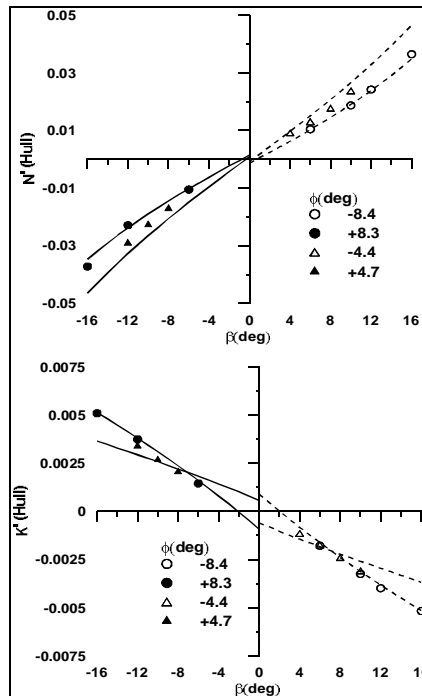 0.05
0.03
0.01
-0.01
-0.03
-0.05
N' (Hull)
-16 -12 -8 -4 0 4 8 12 16
β(deg)
ϕ(deg)
-8.4
+8.3
-4.4
+4.7
0.0075
0.005
0.0025
0
-0.0025
-0.005
-0.0075
K' (Hull)
-16 -12 -8 -4 0 4 8 12 16
β(deg)
ϕ(deg)
-8.4
+8.3
-4.4
+4.7